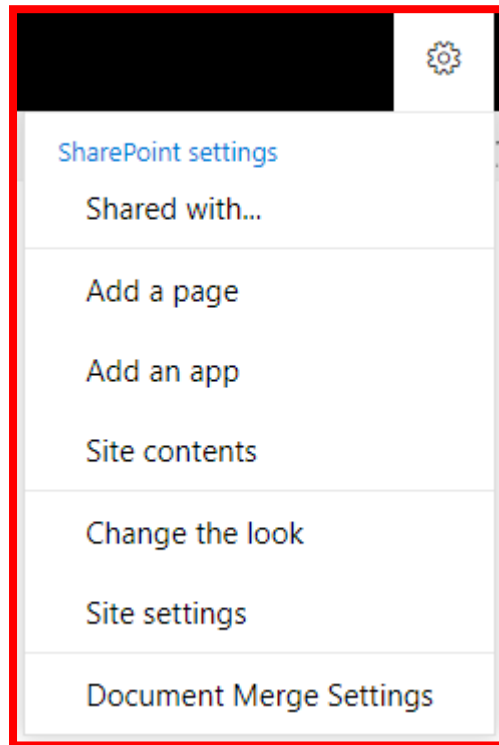 SharePoint settings
Shared with...
Add a page
Add an app
Site contents
Change the look
Site settings
Document Merge Settings